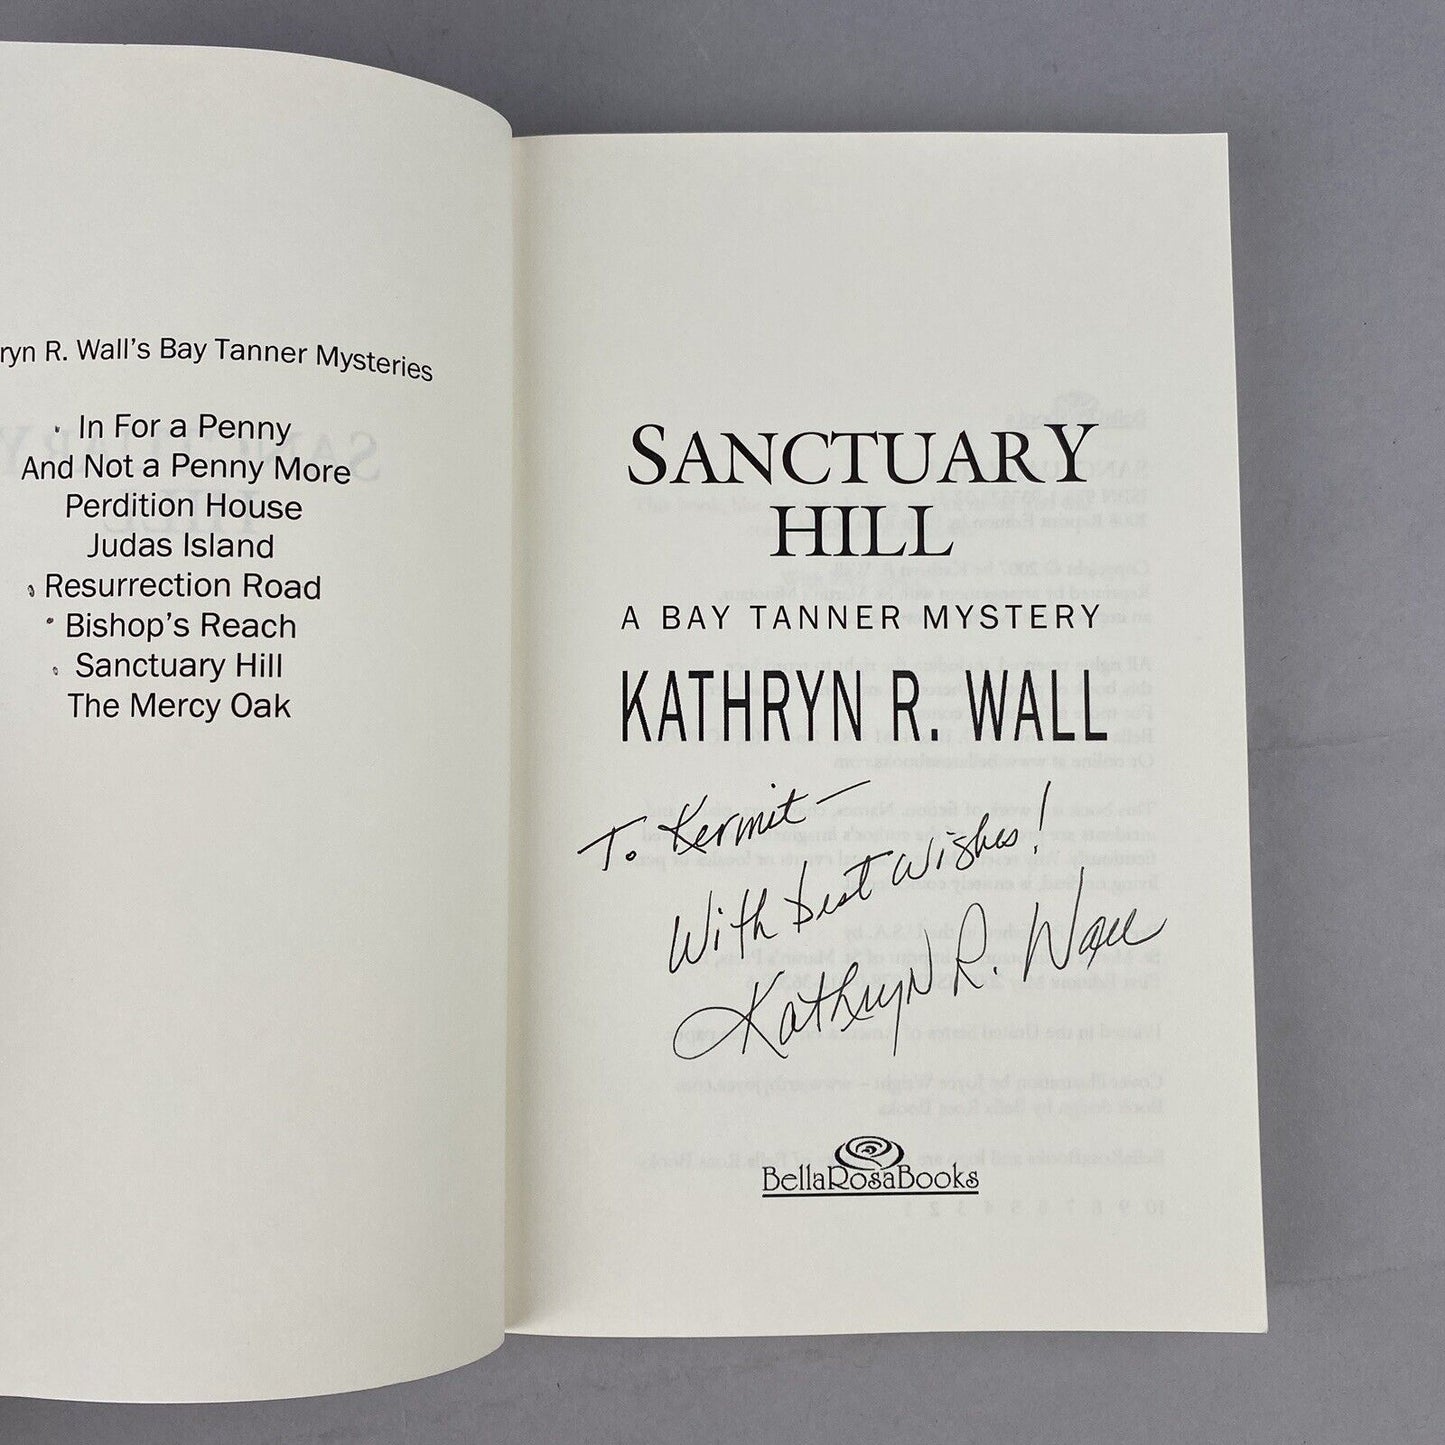 ryn R. Wall's Bay Tanner Mysteries
In For a Penny
And Not a Penny More
Perdition House
Judas Island
Resurrection Road
Bishop's Reach
Sanctuary Hill
The Mercy Oak
SANCTUARY
HILL
A BAY TANNER MYSTERY
KATHRYN R. WALL
To Kermit —
With best wishes!
Kathryn R. Wall
BellaRosaBooks